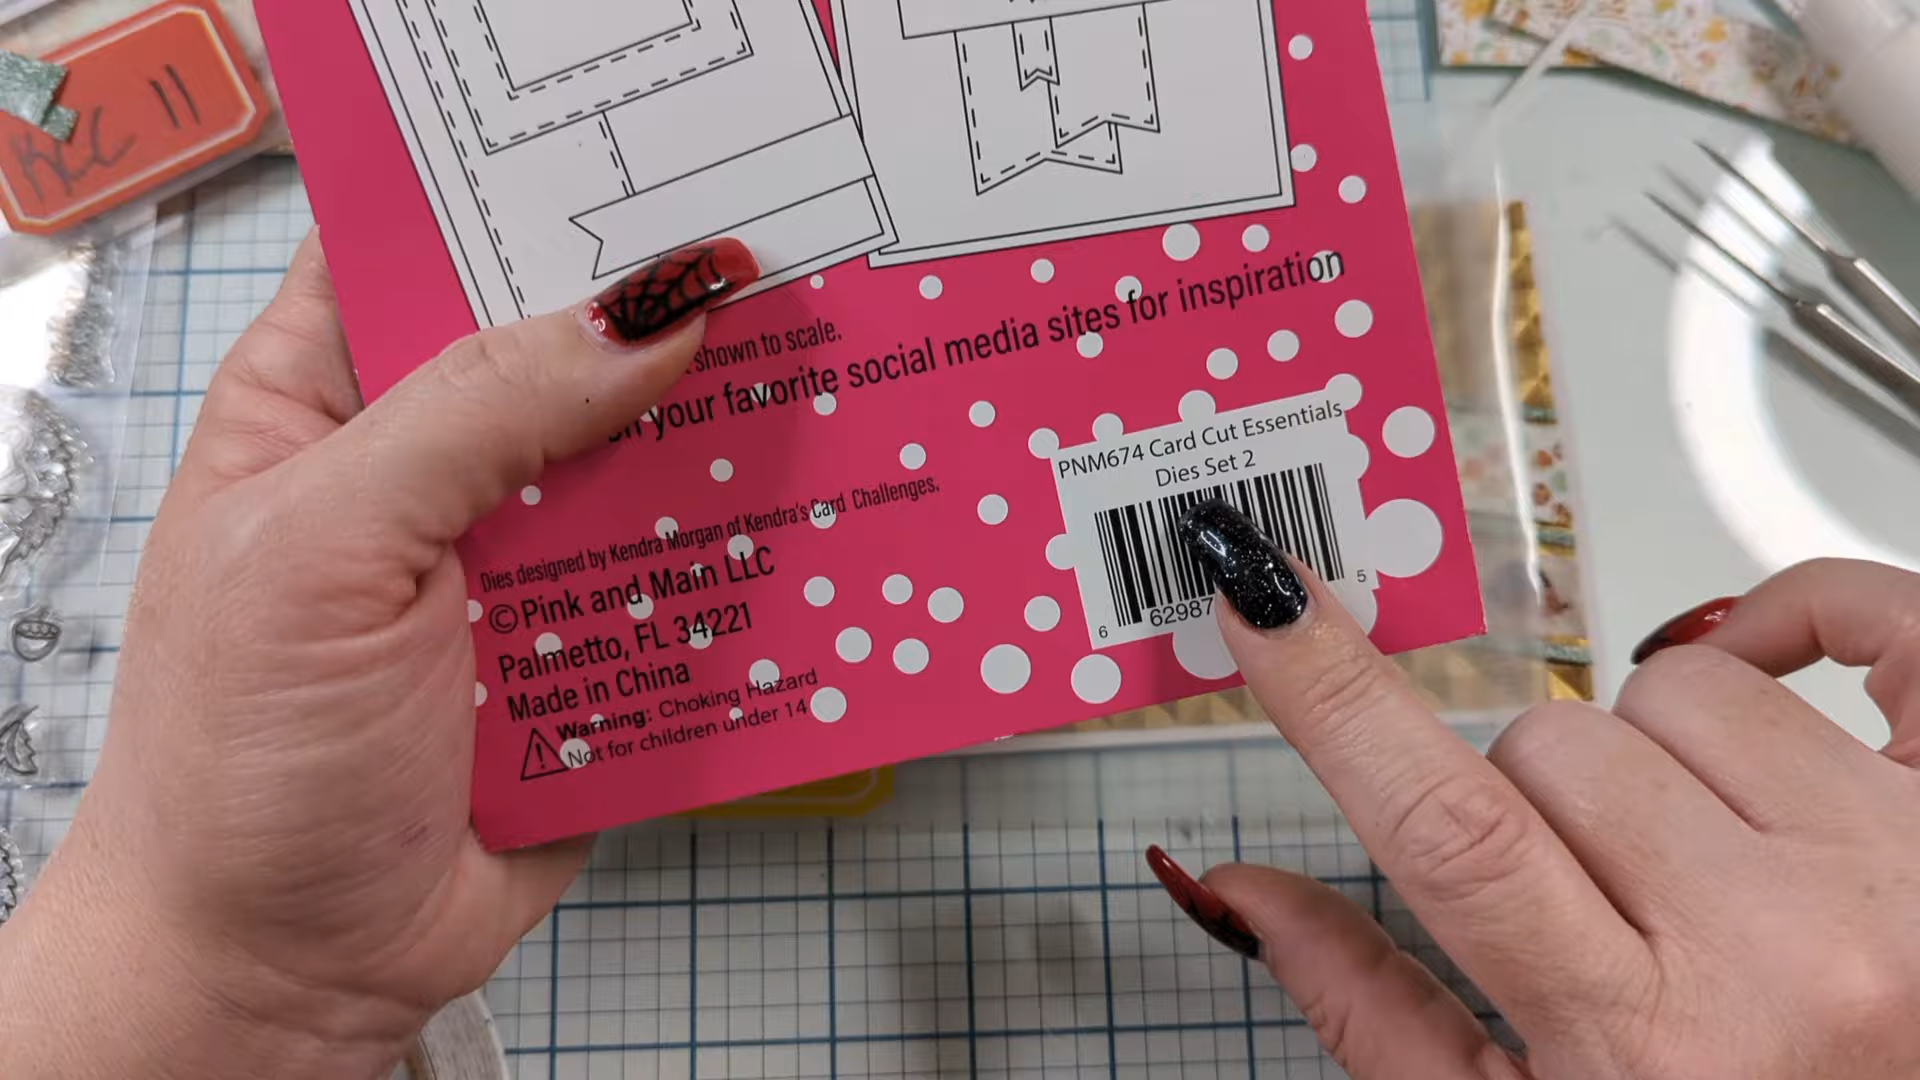 KCC 11
shown to scale.
your favorite social media sites for inspiration
PNM674 Card Cut Essentials
Dies Set 2
6 62987 5
Dies designed by Kendra Morgan of Kendra's Card Challenges.
©Pink and Main LLC
Palmetto, FL 34221
Made in China
Warning: Choking Hazard
Not for children under 14